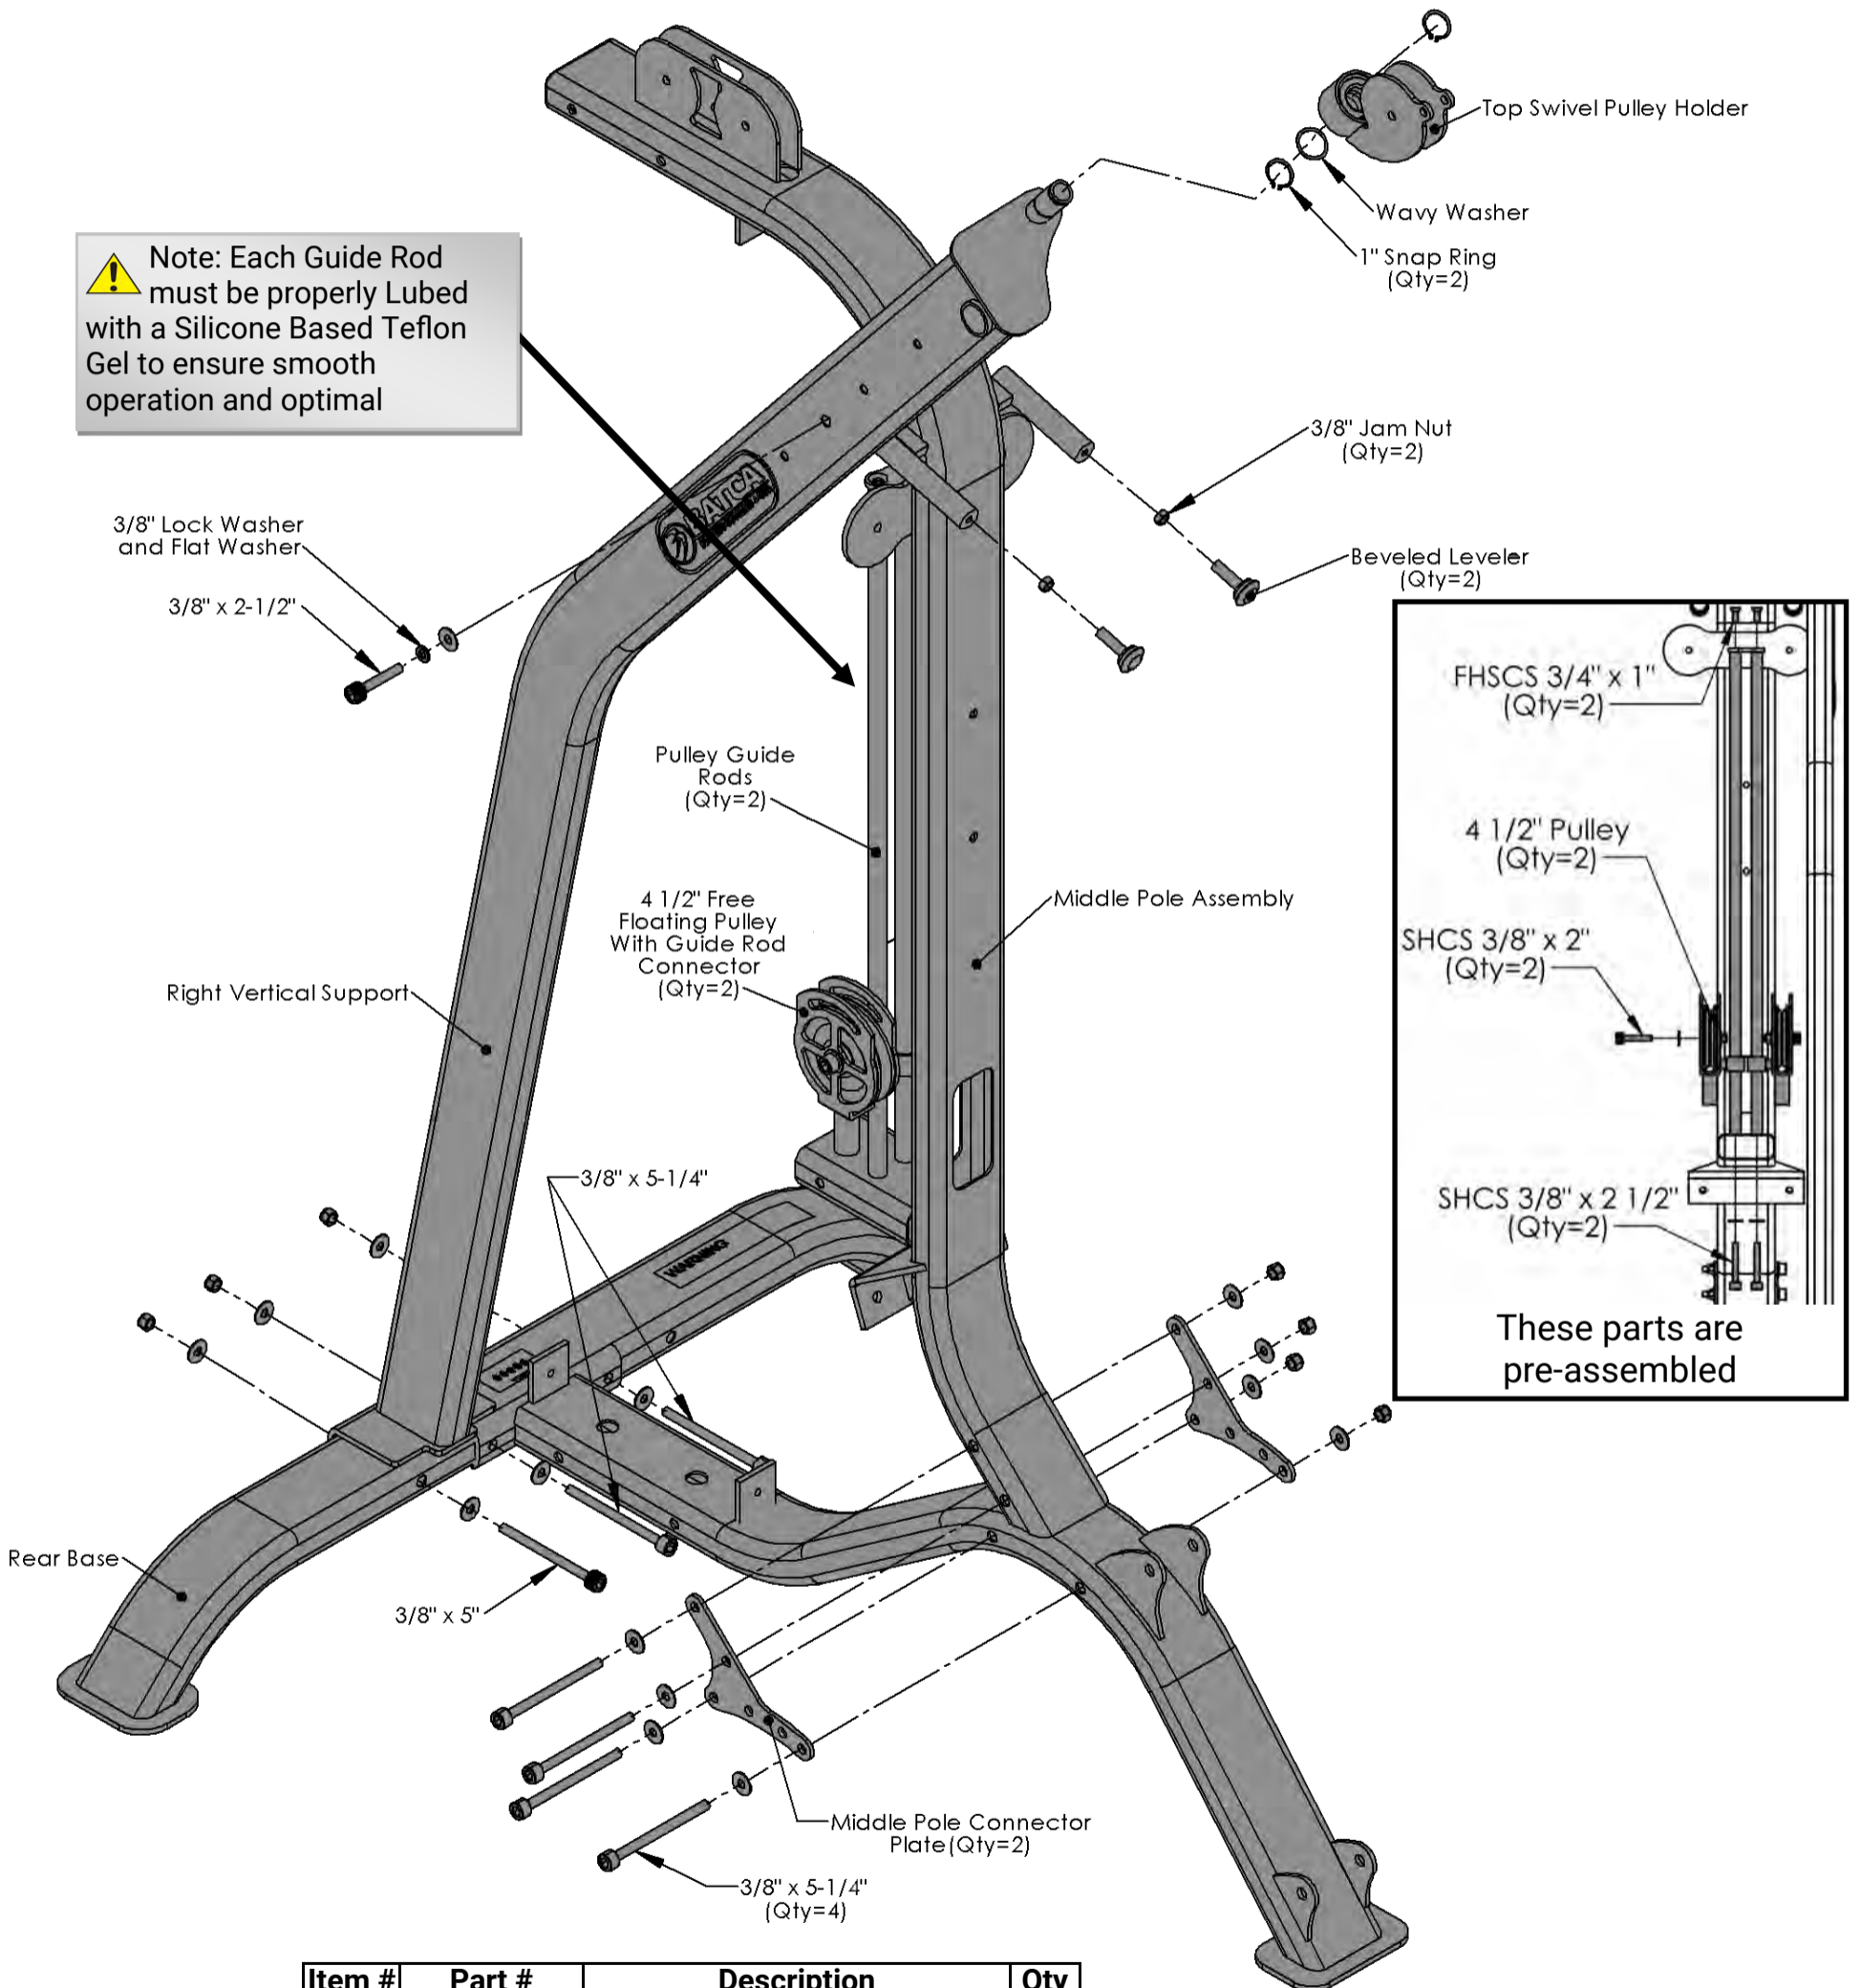 Top Swivel Pulley Holder
Wavy Washer
1" Snap Ring
(Qty=2)
Note: Each Guide Rod
must be properly Lubed
with a Silicone Based Teflon
Gel to ensure smooth
operation and optimal
3/8" Jam Nut
(Qty=2)
BATCA
3/8" Lock Washer
and Flat Washer
3/8" x 2-1/2"
Beveled Leveler
(Qty=2)
FHSCS 3/4" x 1"
(Qty=2)
Pulley Guide
Rods
(Qty=2)
4 1/2" Pulley
(Qty=2)
4 1/2" Free
Floating Pulley
With Guide Rod
Connector
(Qty=2)
Middle Pole Assembly
SHCS 3/8" x 2"
(Qty=2)
Right Vertical Support
3/8" x 5-1/4"
SHCS 3/8" x 2 1/2"
(Qty=2)
WARNING
These parts are
pre-assembled
Rear Base
3/8" x 5"
Middle Pole Connector
Plate(Qty=2)
3/8" x 5-1/4"
(Qty=4)
Item # Part # Description Qty